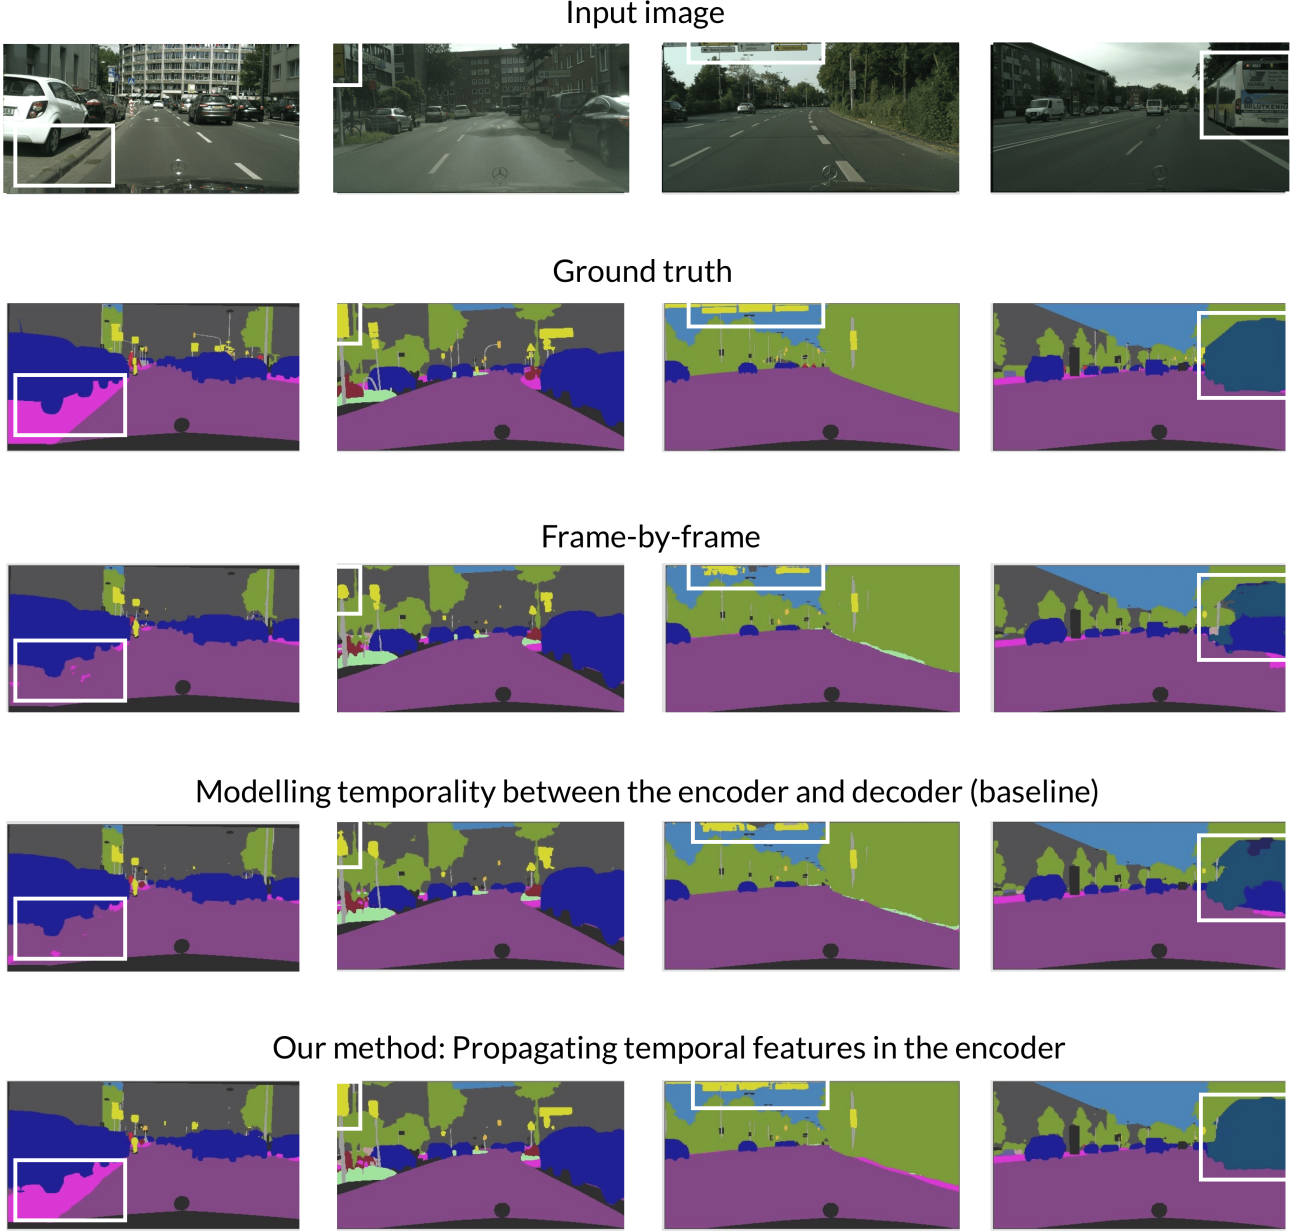 Input image
LUTKENH
Ground truth
Frame-by-frame
Modelling temporality between the encoder and decoder (baseline)
Our method: Propagating temporal features in the encoder